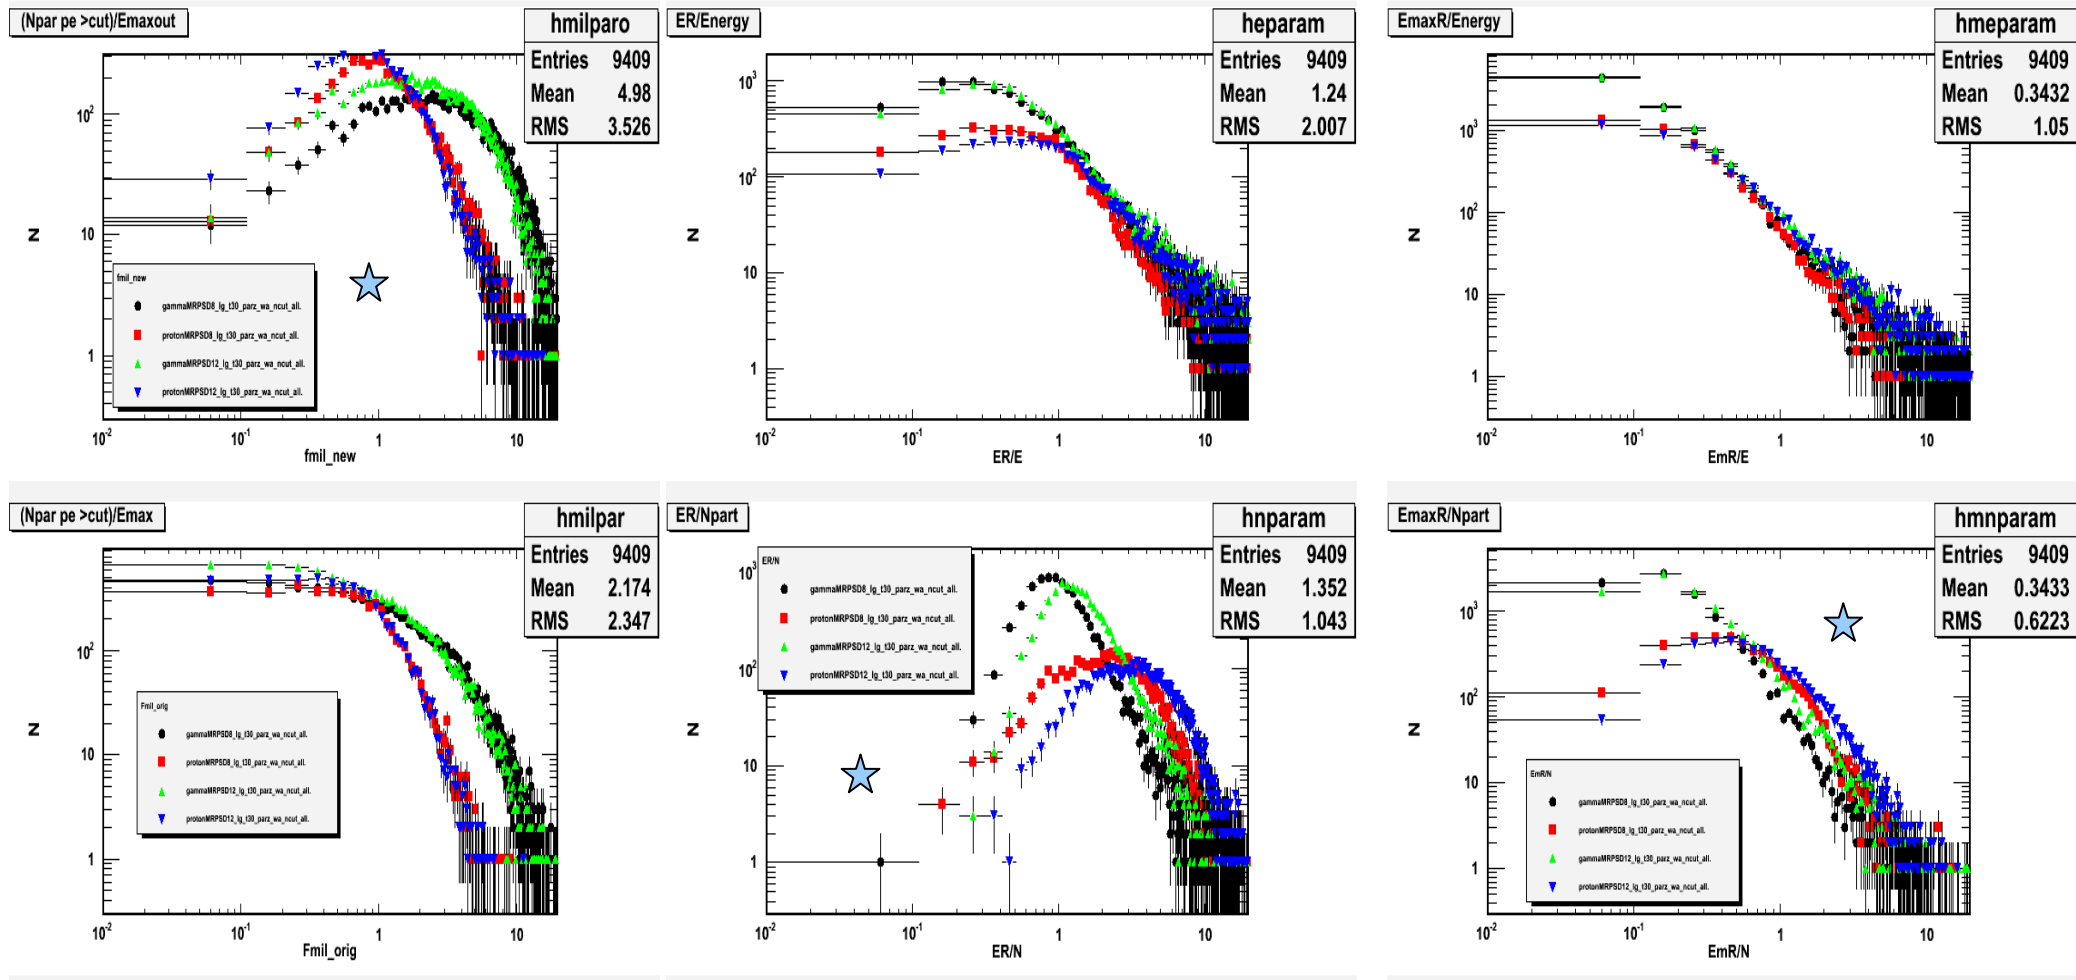 (Npar pe >cut)/Emaxout
hmilparo
Entries 9409
Mean 4.98
RMS 3.526
N
10²
10
1
fmil_new
gammaMRPSD8_lg_t30_parz_wa_ncut_all.
protonMRPSD8_lg_t30_parz_wa_ncut_all.
gammaMRPSD12_lg_t30_parz_wa_ncut_all.
protonMRPSD12_lg_t30_parz_wa_ncut_all.
10⁻² 10⁻¹ 1 10
fmil_new
ER/Energy
heparam
Entries 9409
Mean 1.24
RMS 2.007
N
10³
10²
10
1
10⁻² 10⁻¹ 1 10
ER/E
EmaxR/Energy
hmeparam
Entries 9409
Mean 0.3432
RMS 1.05
N
10³
10²
10
1
10⁻² 10⁻¹ 1 10
EmR/E
(Npar pe >cut)/Emax
hmilpar
Entries 9409
Mean 2.174
RMS 2.347
N
10²
10
1
Fmil_orig
gammaMRPSD8_lg_t30_parz_wa_ncut_all.
protonMRPSD8_lg_t30_parz_wa_ncut_all.
gammaMRPSD12_lg_t30_parz_wa_ncut_all.
protonMRPSD12_lg_t30_parz_wa_ncut_all.
10⁻² 10⁻¹ 1 10
Fmil_orig
ER/Npart
hnparam
Entries 9409
Mean 1.352
RMS 1.043
N
10³
10²
10
1
ER/N
gammaMRPSD8_lg_t30_parz_wa_ncut_all.
protonMRPSD8_lg_t30_parz_wa_ncut_all.
gammaMRPSD12_lg_t30_parz_wa_ncut_all.
protonMRPSD12_lg_t30_parz_wa_ncut_all.
10⁻² 10⁻¹ 1 10
ER/N
EmaxR/Npart
hmnparam
Entries 9409
Mean 0.3433
RMS 0.6223
N
10³
10²
10
1
EmR/N
gammaMRPSD8_lg_t30_parz_wa_ncut_all.
protonMRPSD8_lg_t30_parz_wa_ncut_all.
gammaMRPSD12_lg_t30_parz_wa_ncut_all.
protonMRPSD12_lg_t30_parz_wa_ncut_all.
10⁻² 10⁻¹ 1 10
EmR/N